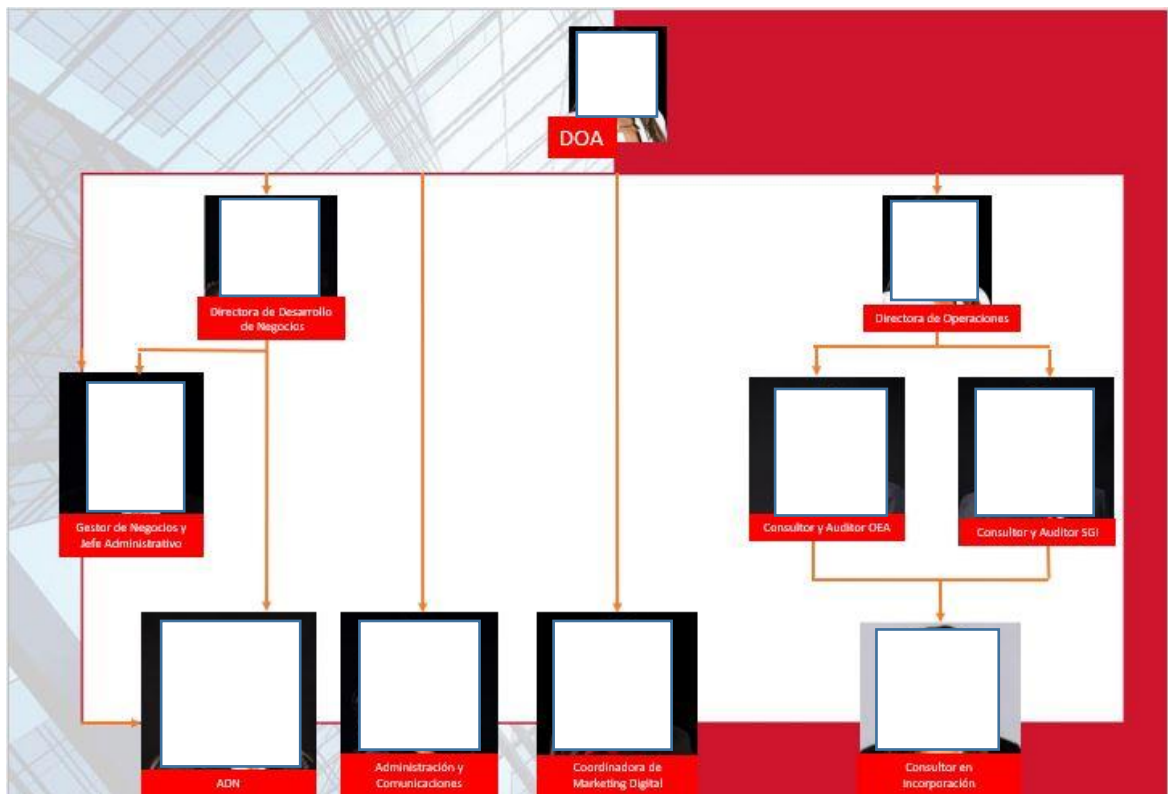 DOA
Directora de Desarrollo
de Negocios
Directora de Operaciones
Gestor de Negocios y
Jefe Administrativo
Consultor y Auditor OEA
Consultor y Auditor SGI
ADN
Administración y
Comunicaciones
Coordinadora de
Marketing Digital
Consultor en
Incorporación